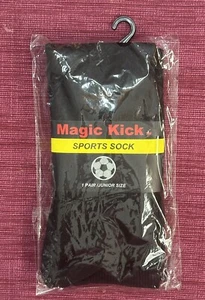 Magic Kick
SPORTS SOCK
1 PAIR /JUNIOR SIZE